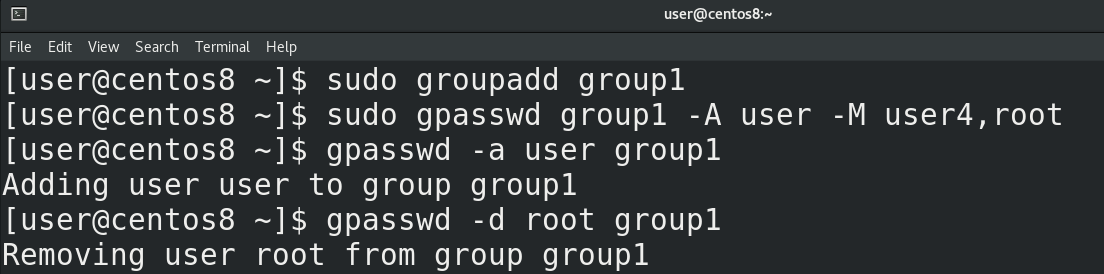 user@centos8:~
File Edit View Search Terminal Help
[user@centos8 ~]$ sudo groupadd group1
[user@centos8 ~]$ sudo gpasswd group1 -A user -M user4,root
[user@centos8 ~]$ gpasswd -a user group1
Adding user user to group group1
[user@centos8 ~]$ gpasswd -d root group1
Removing user root from group group1